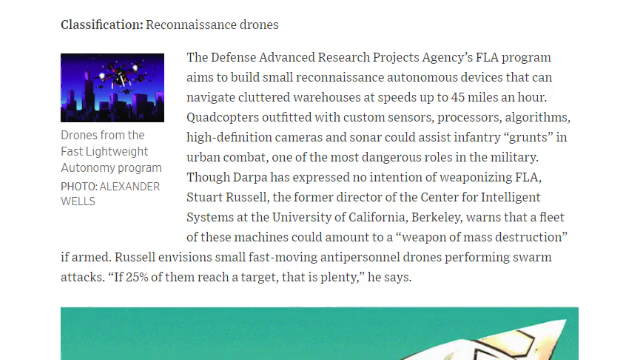 Classification: Reconnaissance drones
The Defense Advanced Research Projects Agency's FLA program
aims to build small reconnaissance autonomous devices that can
navigate cluttered warehouses at speeds up to 45 miles an hour.
Quadcopters outfitted with custom sensors, processors, algorithms,
high-definition cameras and sonar could assist infantry “grunts” in
urban combat, one of the most dangerous roles in the military.
Though Darpa has expressed no intention of weaponizing FLA,
Stuart Russell, the former director of the Center for Intelligent
Systems at the University of California, Berkeley, warns that a fleet
of these machines could amount to a “weapon of mass destruction”
if armed. Russell envisions small fast-moving antipersonnel drones performing swarm
attacks. “If 25% of them reach a target, that is plenty,” he says.
Drones from the
Fast Lightweight
Autonomy program
PHOTO: ALEXANDER
WELLS